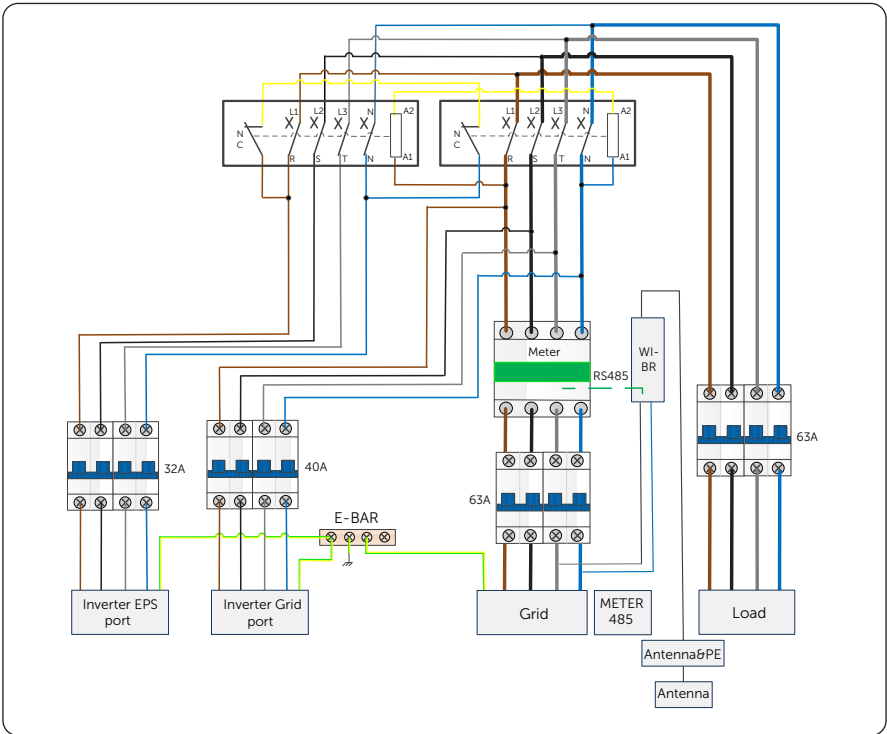 L1
L2
L3
N
A2
N
C
R
S
T
N
A1
L1
L2
L3
N
A2
N
C
R
S
T
N
A1
Meter
RS485
WI-
BR
32A
40A
63A
63A
E-BAR
Inverter EPS
port
Inverter Grid
port
Grid
METER
485
Load
Antenna&PE
Antenna